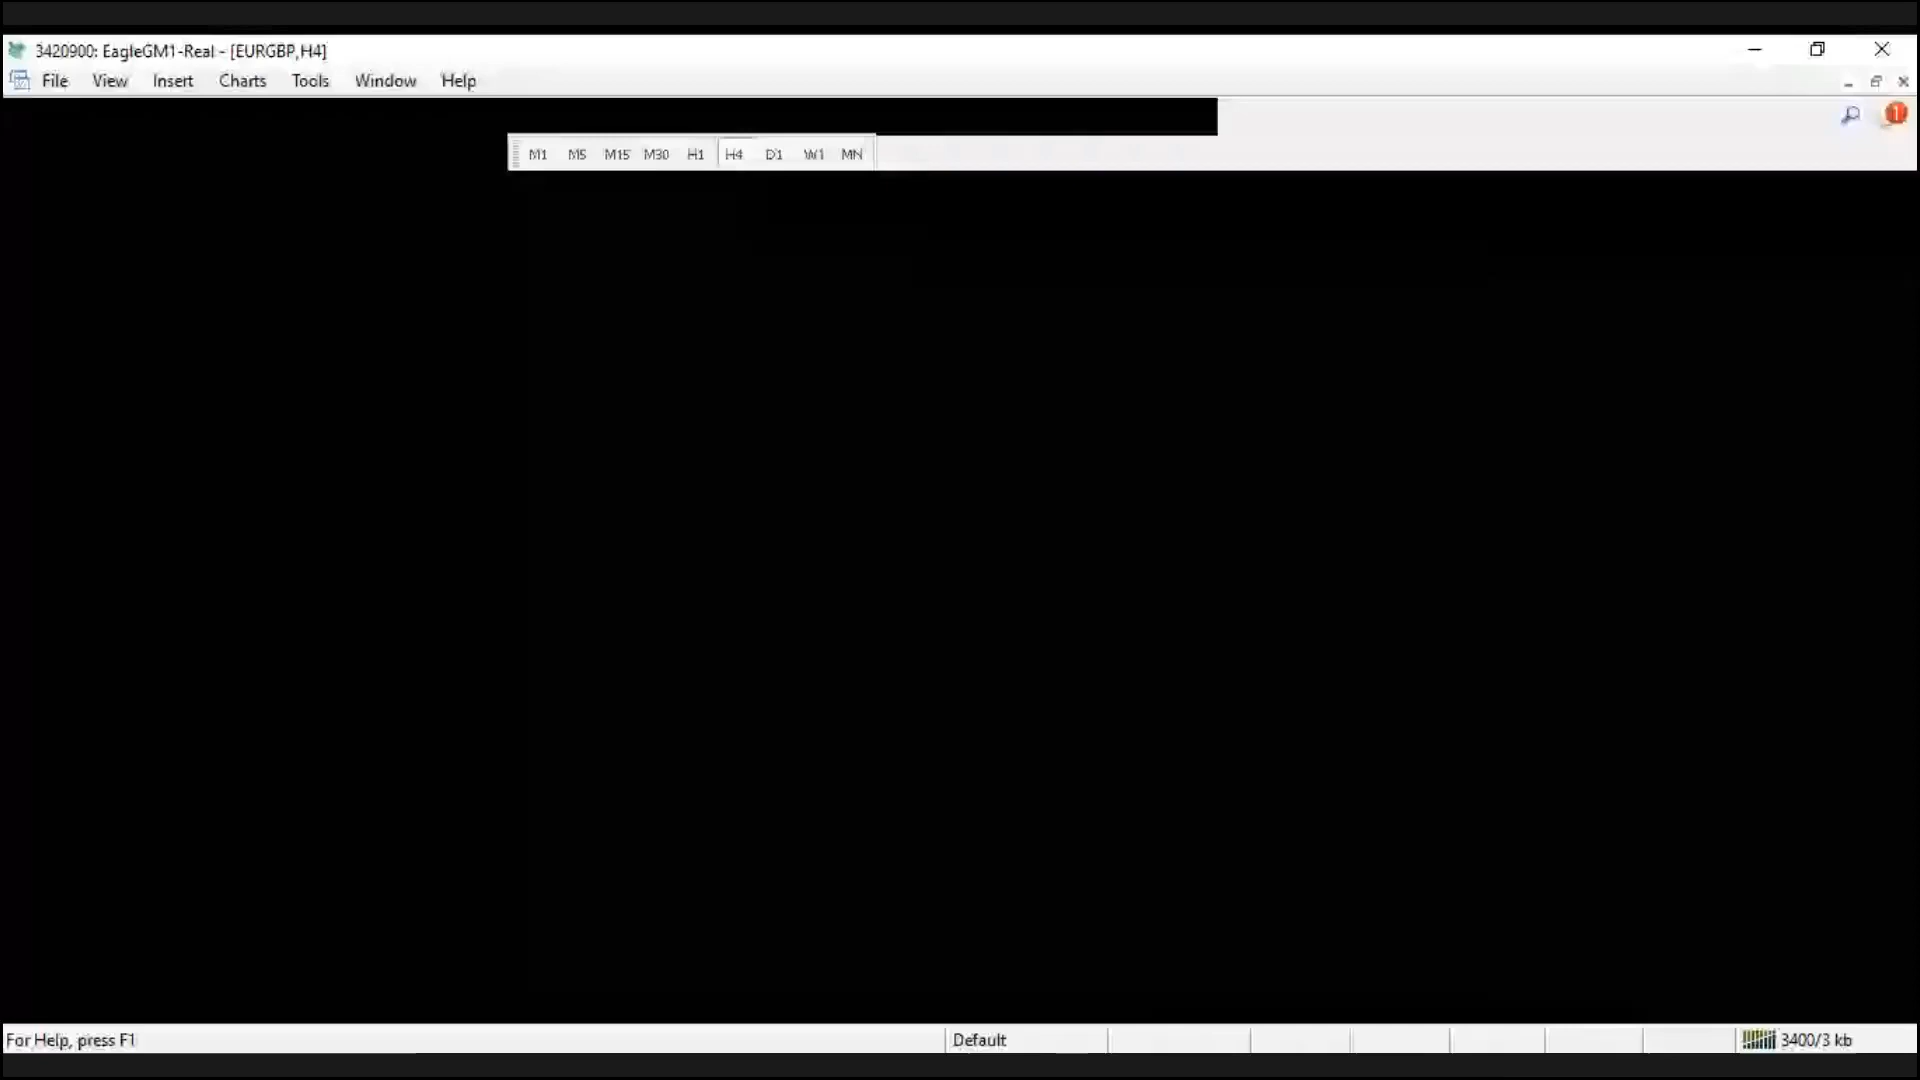 3420900: EagleGM1-Real - [EURGBP,H4]
File View Insert Charts Tools Window Help
1
M1 M5 M15 M30 H1 H4 D1 W1 MN
For Help, press F1 Default 3400/3 kb